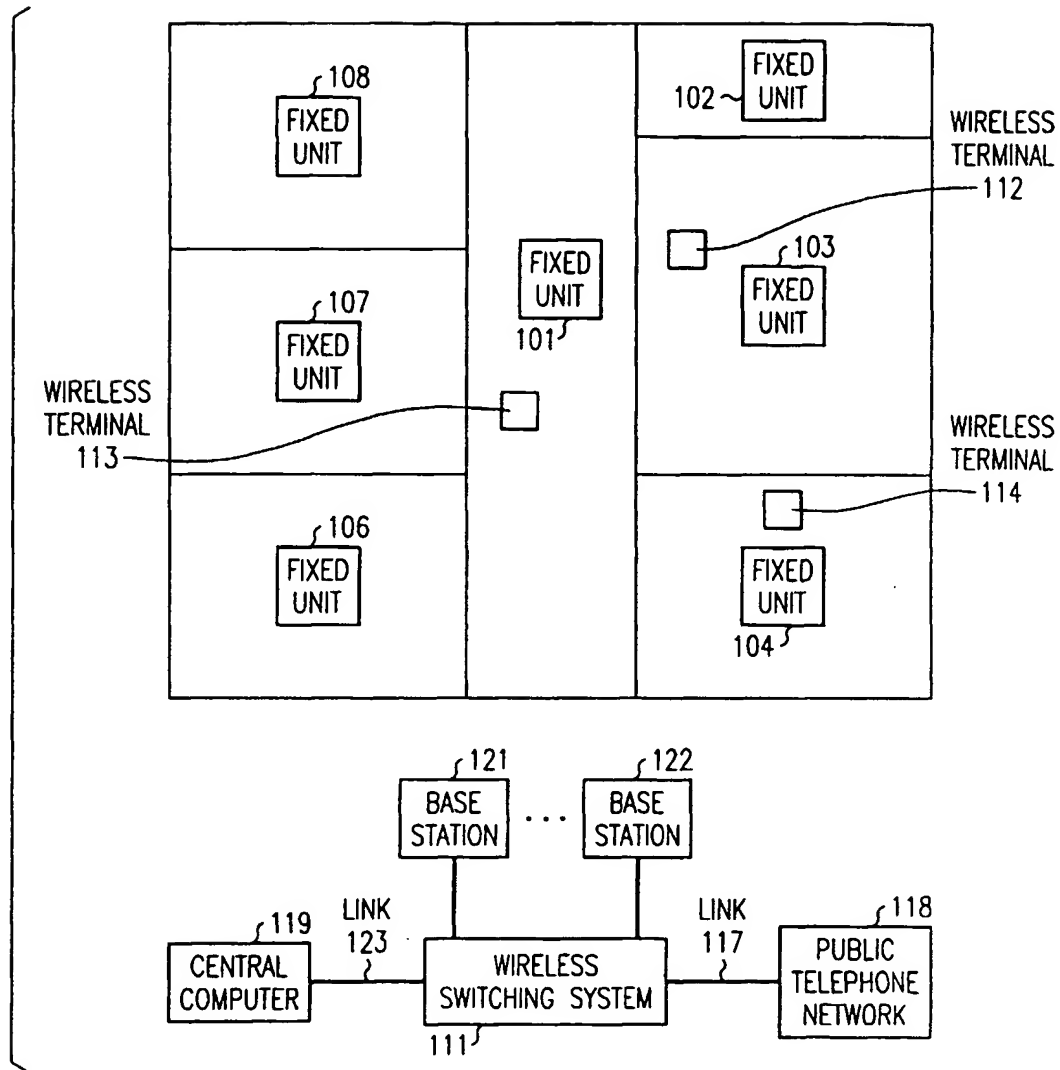 108
FIXED
UNIT
102
FIXED
UNIT
WIRELESS
TERMINAL
112
107
FIXED
UNIT
FIXED
UNIT
101
103
FIXED
UNIT
WIRELESS
TERMINAL
113
WIRELESS
TERMINAL
114
106
FIXED
UNIT
FIXED
UNIT
104
121
BASE
STATION
...
122
BASE
STATION
119
CENTRAL
COMPUTER
LINK
123
WIRELESS
SWITCHING SYSTEM
111
LINK
117
118
PUBLIC
TELEPHONE
NETWORK